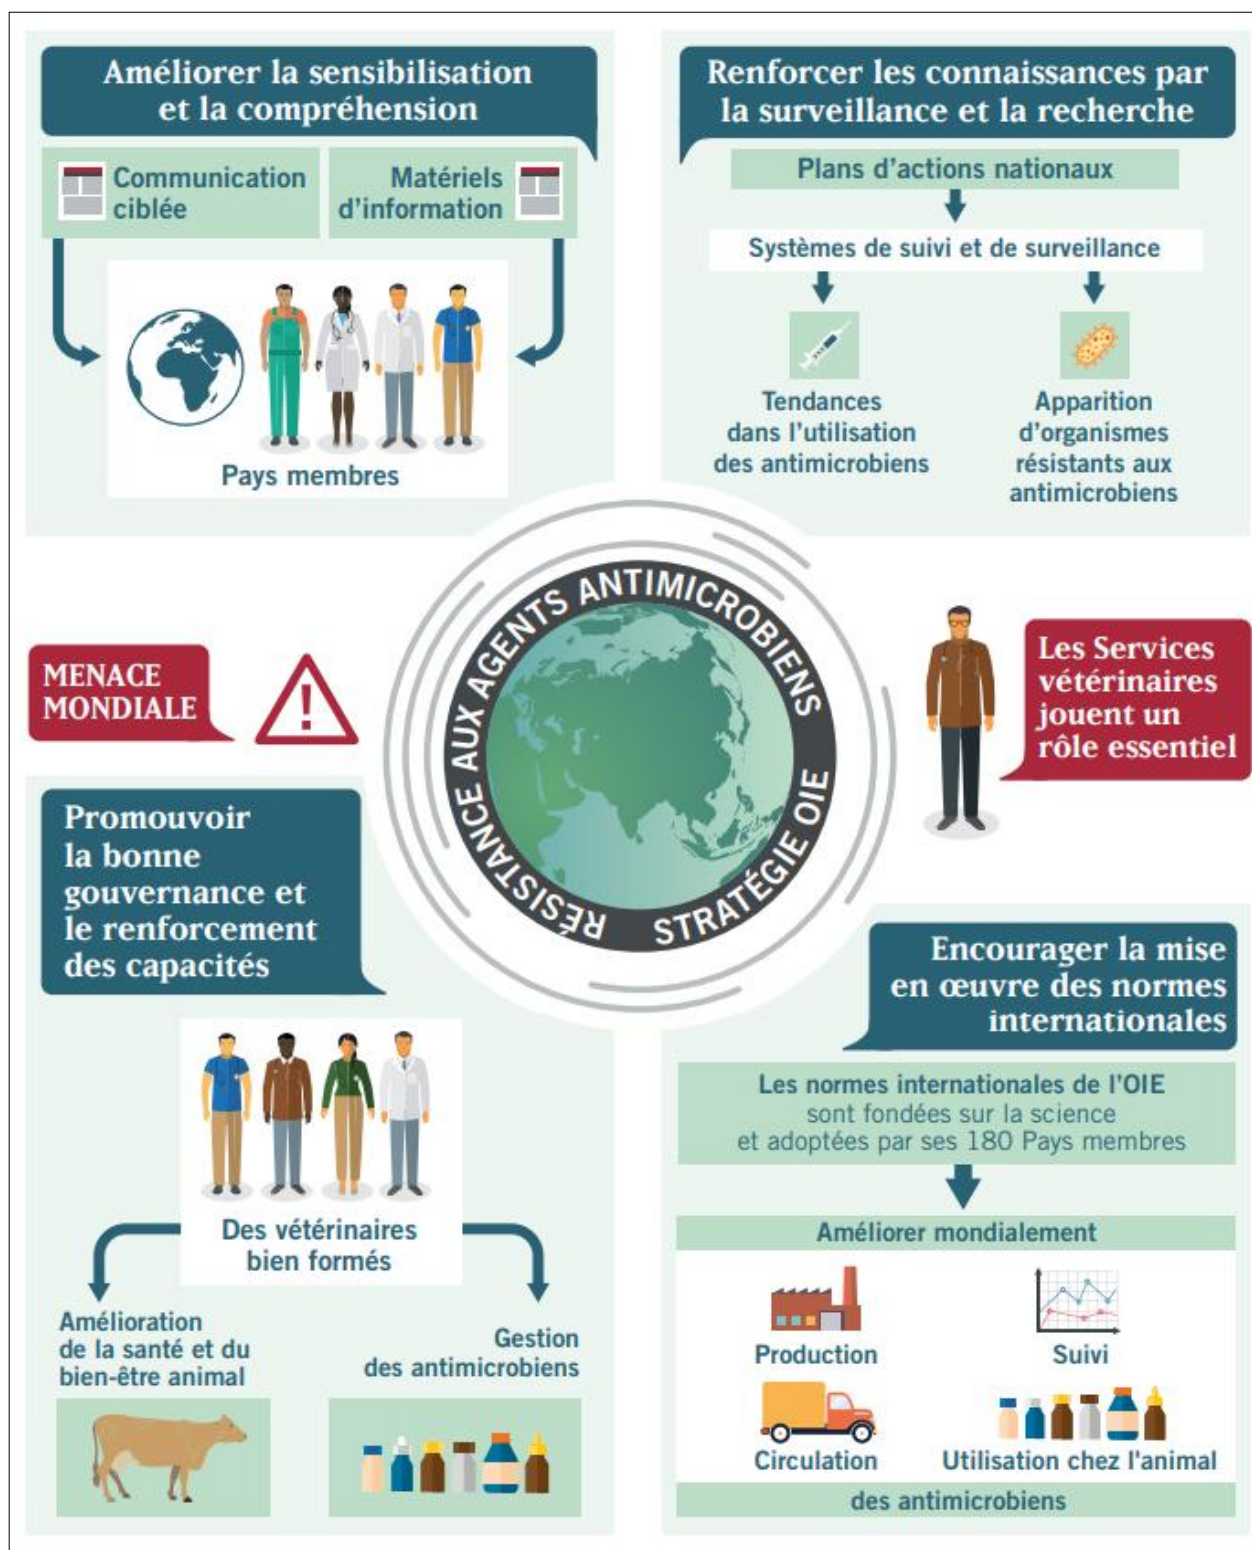 Améliorer la sensibilisation
et la compréhension
Communication
ciblée
Matériels
d'information
Pays membres
Renforcer les connaissances par
la surveillance et la recherche
Plans d'actions nationaux
Systèmes de suivi et de surveillance
Tendances
dans l'utilisation
des antimicrobiens
Apparition
d'organismes
résistants aux
antimicrobiens
MENACE
MONDIALE
RÉSISTANCE AUX AGENTS ANTIMICROBIENS
STRATÉGIE OIE
Les Services
vétérinaires
jouent un
rôle essentiel
Promouvoir
la bonne
gouvernance et
le renforcement
des capacités
Des vétérinaires
bien formés
Amélioration
de la santé et du
bien-être animal
Gestion
des antimicrobiens
Encourager la mise
en œuvre des normes
internationales
Les normes internationales de l'OIE
sont fondées sur la science
et adoptées par ses 180 Pays membres
Améliorer mondialement
Production
Suivi
Circulation
Utilisation chez l'animal
des antimicrobiens